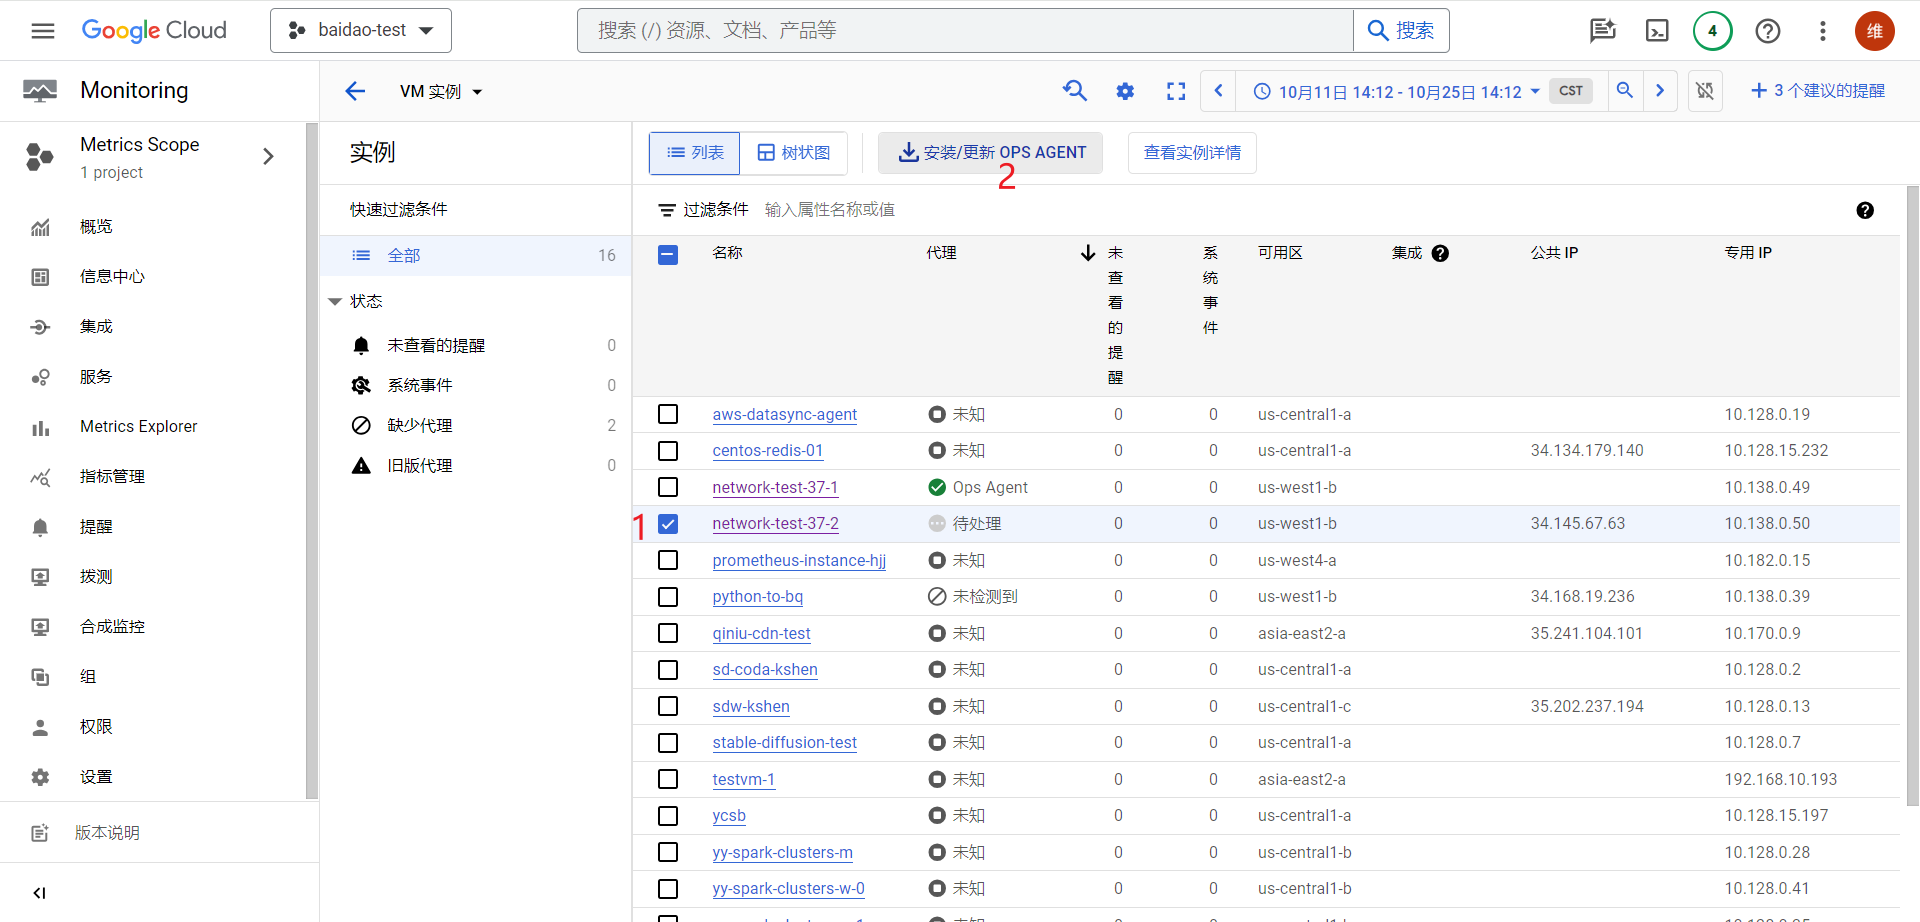 Google Cloud
baidao-test
搜索 (/) 资源、文档、产品等
搜索
4
维
Monitoring
VM 实例
10月11日 14:12 - 10月25日 14:12
CST
3 个建议的提醒
Metrics Scope
1 project
概览
信息中心
集成
服务
Metrics Explorer
指标管理
提醒
拨测
合成监控
组
权限
设置
版本说明
实例
快速过滤条件
全部 16
状态
未查看的提醒 0
系统事件 0
缺少代理 2
旧版代理 0
列表
树状图
安装/更新 OPS AGENT
查看实例详情
2
过滤条件 输入属性名称或值
名称 代理 未查看的提醒 系统事件 可用区 集成 公共 IP 专用 IP
aws-datasync-agent 未知 0 0 us-central1-a 10.128.0.19
centos-redis-01 未知 0 0 us-central1-a 34.134.179.140 10.128.15.232
network-test-37-1 Ops Agent 0 0 us-west1-b 10.138.0.49
1 network-test-37-2 待处理 0 0 us-west1-b 34.145.67.63 10.138.0.50
prometheus-instance-hjj 未知 0 0 us-west4-a 10.182.0.15
python-to-bq 未检测到 0 0 us-west1-b 34.168.19.236 10.138.0.39
qiniu-cdn-test 未知 0 0 asia-east2-a 35.241.104.101 10.170.0.9
sd-coda-kshen 未知 0 0 us-central1-a 10.128.0.2
sdw-kshen 未知 0 0 us-central1-c 35.202.237.194 10.128.0.13
stable-diffusion-test 未知 0 0 us-central1-a 10.128.0.7
testvm-1 未知 0 0 asia-east2-a 192.168.10.193
ycsb 未知 0 0 us-central1-a 10.128.15.197
yy-spark-clusters-m 未知 0 0 us-central1-b 10.128.0.28
yy-spark-clusters-w-0 未知 0 0 us-central1-b 10.128.0.41